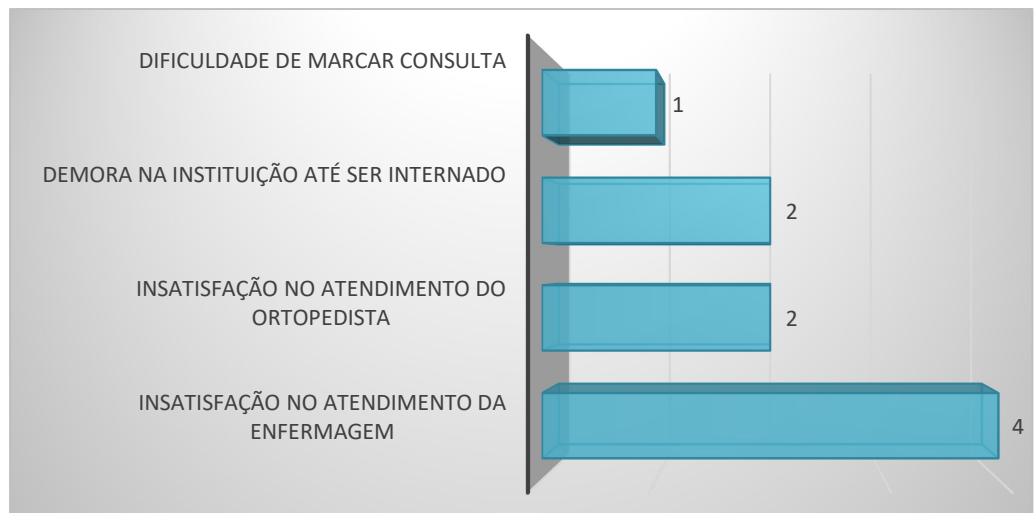 DIFICULDADE DE MARCAR CONSULTA
1
DEMORA NA INSTITUIÇÃO ATÉ SER INTERNADO
2
INSATISFAÇÃO NO ATENDIMENTO DO
ORTOPEDISTA
2
INSATISFAÇÃO NO ATENDIMENTO DA
ENFERMAGEM
4